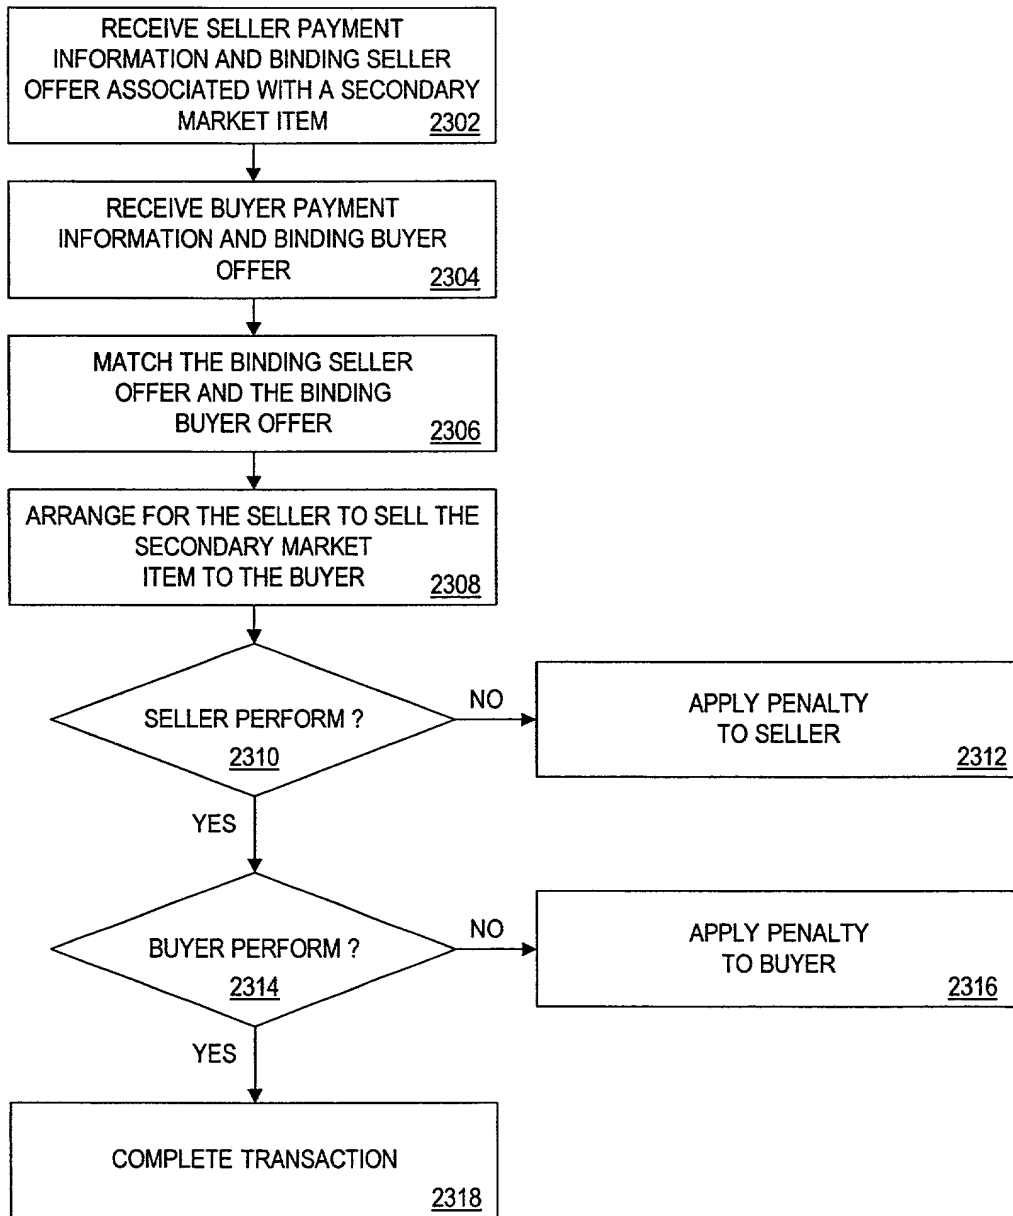 RECEIVE SELLER PAYMENT
INFORMATION AND BINDING SELLER
OFFER ASSOCIATED WITH A SECONDARY
MARKET ITEM
2302
RECEIVE BUYER PAYMENT
INFORMATION AND BINDING BUYER
OFFER
2304
MATCH THE BINDING SELLER
OFFER AND THE BINDING
BUYER OFFER
2306
ARRANGE FOR THE SELLER TO SELL THE
SECONDARY MARKET
ITEM TO THE BUYER
2308
SELLER PERFORM ?
2310
NO
APPLY PENALTY
TO SELLER
2312
YES
BUYER PERFORM ?
2314
NO
APPLY PENALTY
TO BUYER
2316
YES
COMPLETE TRANSACTION
2318